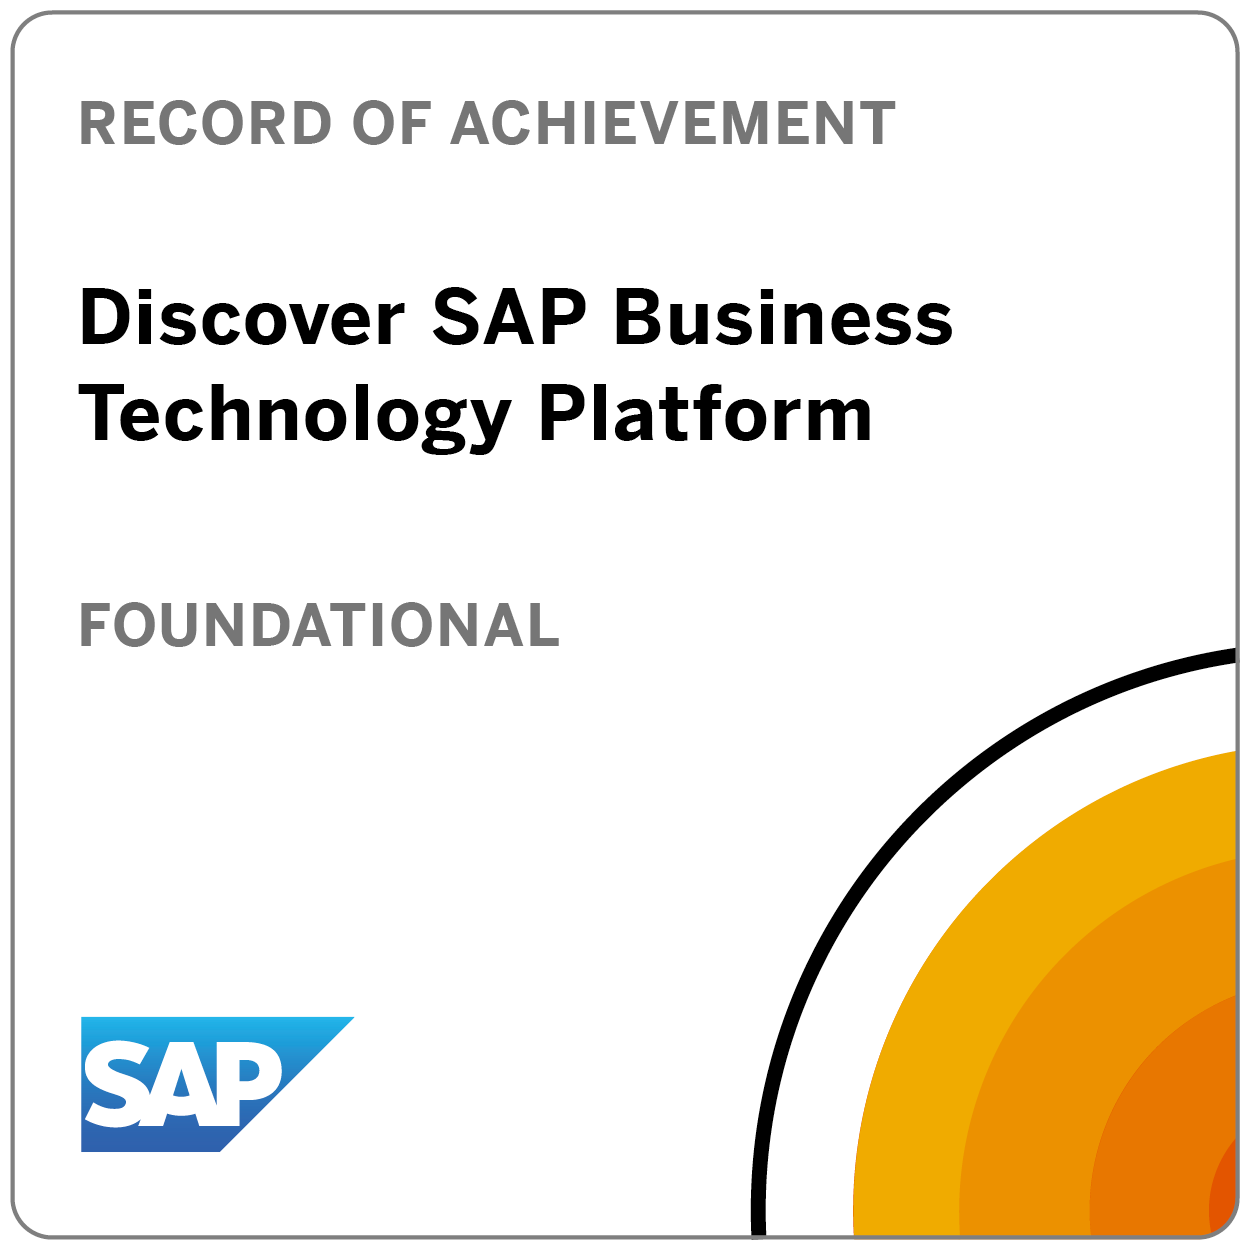 RECORD OF ACHIEVEMENT
Discover SAP Business
Technology Platform
FOUNDATIONAL
SAP